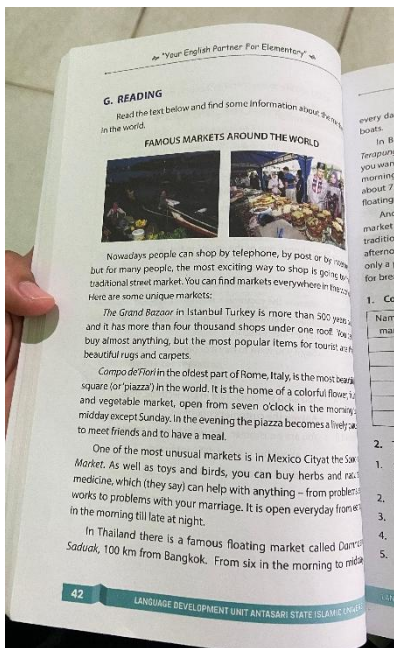 "Your English Partner For Elementary"
G. READING
Read the text below and find some information about the
in the world.
FAMOUS MARKETS AROUND THE WORLD
Nowadays people can shop by telephone, by post or by
but for many people, the most exciting way to shop is going
traditional street market. You can find markets everywhere in the
Here are some unique markets:
The Grand Bazaar in Istanbul Turkey is more than 500 years
and it has more than four thousand shops under one roof! You
buy almost anything, but the most popular items for tourist are
beautiful rugs and carpets.
Campo de'Fiori in the oldest part of Rome, Italy, is the most
square (or 'piazza') in the world. It is the home of a colorful flower,
and vegetable market, open from seven o'clock in the morning
midday except Sunday. In the evening the piazza becomes a lively
to meet friends and to have a meal.
One of the most unusual markets is in Mexico Cityat the
Market. As well as toys and birds, you can buy herbs and
medicine, which (they say) can help with anything – from
works to problems with your marriage. It is open everyday from
in the morning till late at night.
In Thailand there is a famous floating market called
Saduak, 100 km from Bangkok. From six in the morning to
42
LANGUAGE DEVELOPMENT UNIT ANTASARI STATE ISLAMIC
every
boats.
In
you
morning
about 7
floating
market
only a
for
1.
2.
1.
2.
3.
4.
5.